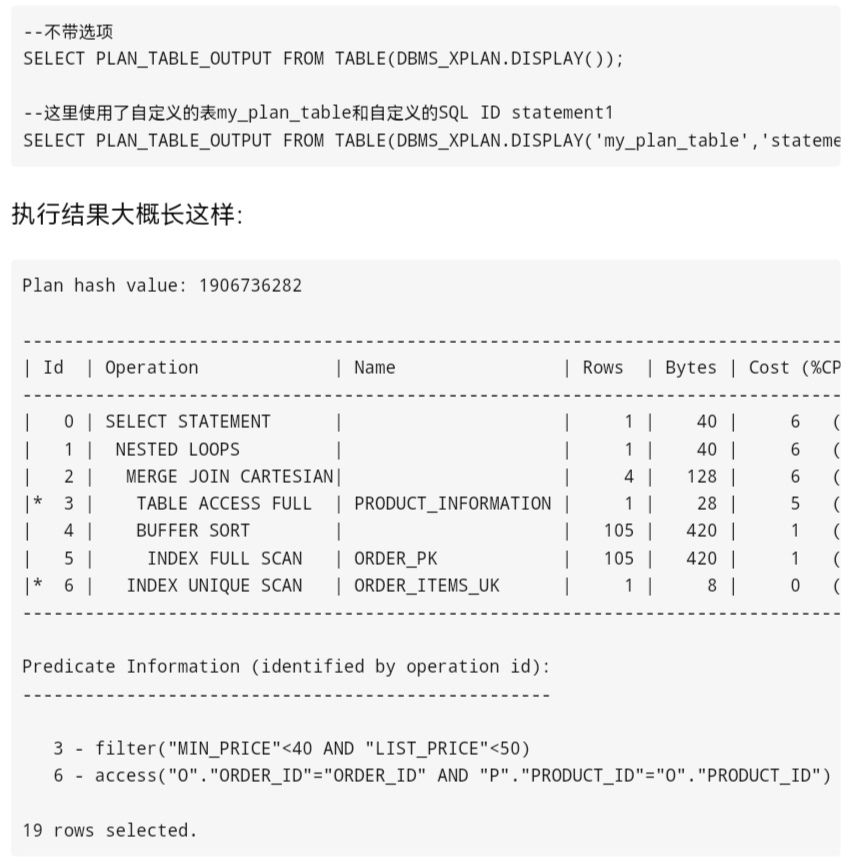 --不带选项
SELECT PLAN_TABLE_OUTPUT FROM TABLE(DBMS_XPLAN.DISPLAY());
--这里使用了自定义的表my_plan_table和自定义的SQL ID statement1
SELECT PLAN_TABLE_OUTPUT FROM TABLE(DBMS_XPLAN.DISPLAY('my_plan_table','stateme
执行结果大概长这样:
Plan hash value: 1906736282
-------------------------------------------------------------------------------
| Id  | Operation             | Name                | Rows  | Bytes | Cost (%CP
-------------------------------------------------------------------------------
|   0 | SELECT STATEMENT      |                     |     1 |    40 |     6   (
|   1 |  NESTED LOOPS         |                     |     1 |    40 |     6   (
|   2 |   MERGE JOIN CARTESIAN|                     |     4 |   128 |     6   (
|*  3 |    TABLE ACCESS FULL  | PRODUCT_INFORMATION |     1 |    28 |     5   (
|   4 |    BUFFER SORT        |                     |   105 |   420 |     1   (
|   5 |     INDEX FULL SCAN   | ORDER_PK            |   105 |   420 |     1   (
|*  6 |   INDEX UNIQUE SCAN   | ORDER_ITEMS_UK      |     1 |     8 |     0   (
-------------------------------------------------------------------------------
Predicate Information (identified by operation id):
---------------------------------------------------
   3 - filter("MIN_PRICE"<40 AND "LIST_PRICE"<50)
   6 - access("O"."ORDER_ID"="ORDER_ID" AND "P"."PRODUCT_ID"="O"."PRODUCT_ID")
19 rows selected.